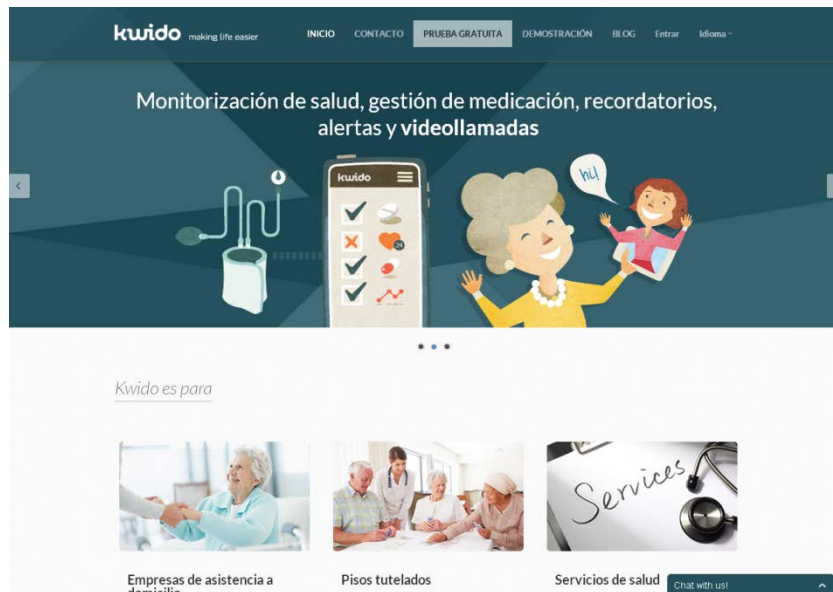 kwido making life easier
INICIO CONTACTO PRUEBA GRATUITA DEMOSTRACIÓN BLOG Entrar Idioma
Monitorización de salud, gestión de medicación, recordatorios,
alertas y videollamadas
kwido
24
hi!
Kwido es para
Services
Empresas de asistencia a
domicilio
Pisos tutelados
Servicios de salud
Chat with us!